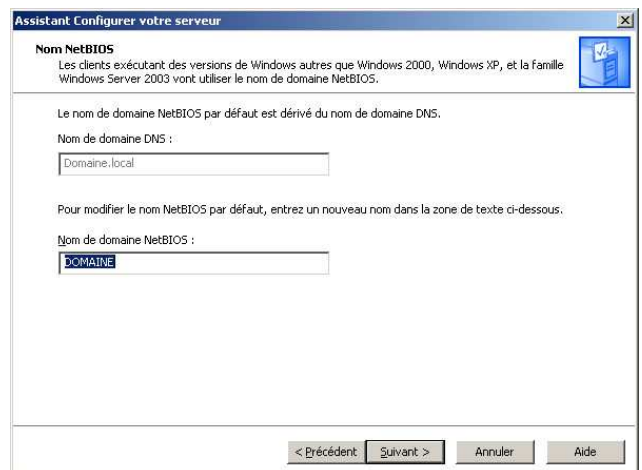 Assistant Configurer votre serveur
Nom NetBIOS
Les clients exécutant des versions de Windows autres que Windows 2000, Windows XP, et la famille
Windows Server 2003 vont utiliser le nom de domaine NetBIOS.
Le nom de domaine NetBIOS par défaut est dérivé du nom de domaine DNS.
Nom de domaine DNS :
Domaine.local
Pour modifier le nom NetBIOS par défaut, entrez un nouveau nom dans la zone de texte ci-dessous.
Nom de domaine NetBIOS :
DOMAINE
< Précédent Suivant > Annuler Aide